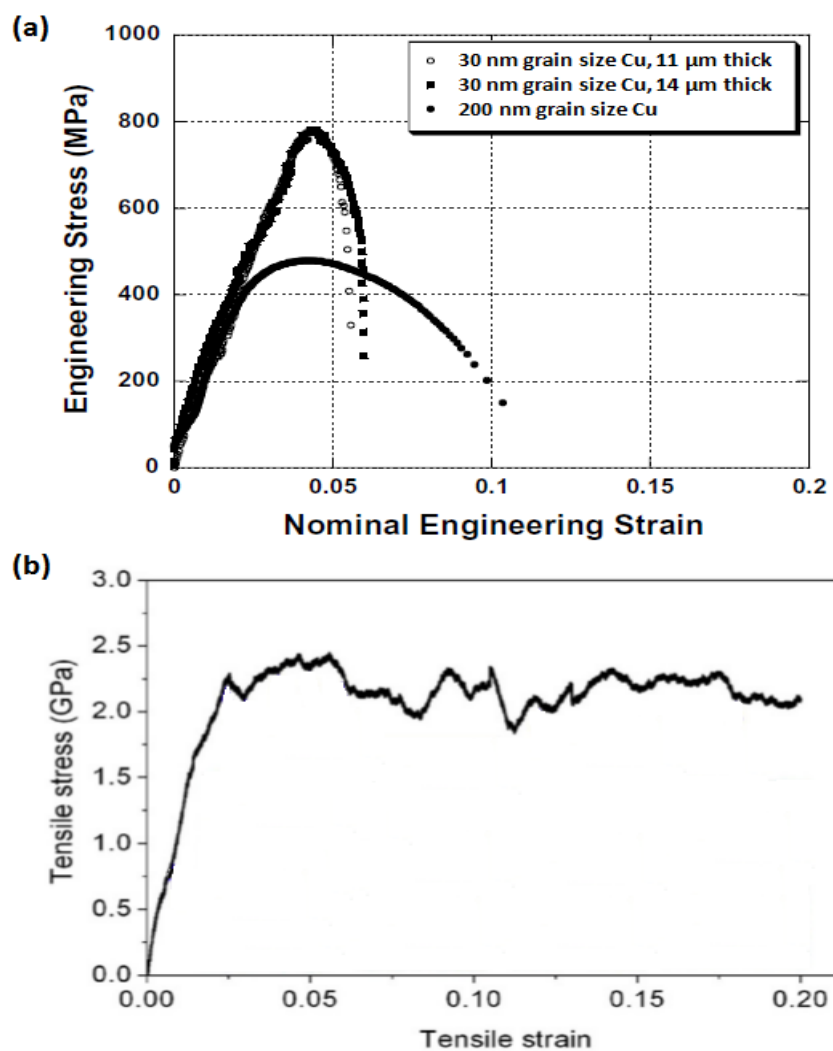 (a)
1000
800
600
400
200
0
Engineering Stress (MPa)
30 nm grain size Cu, 11 μm thick
30 nm grain size Cu, 14 μm thick
200 nm grain size Cu
0 0.05 0.1 0.15 0.2
Nominal Engineering Strain
(b)
3.0
2.5
2.0
1.5
1.0
0.5
0.0
Tensile stress (GPa)
0.00 0.05 0.10 0.15 0.20
Tensile strain